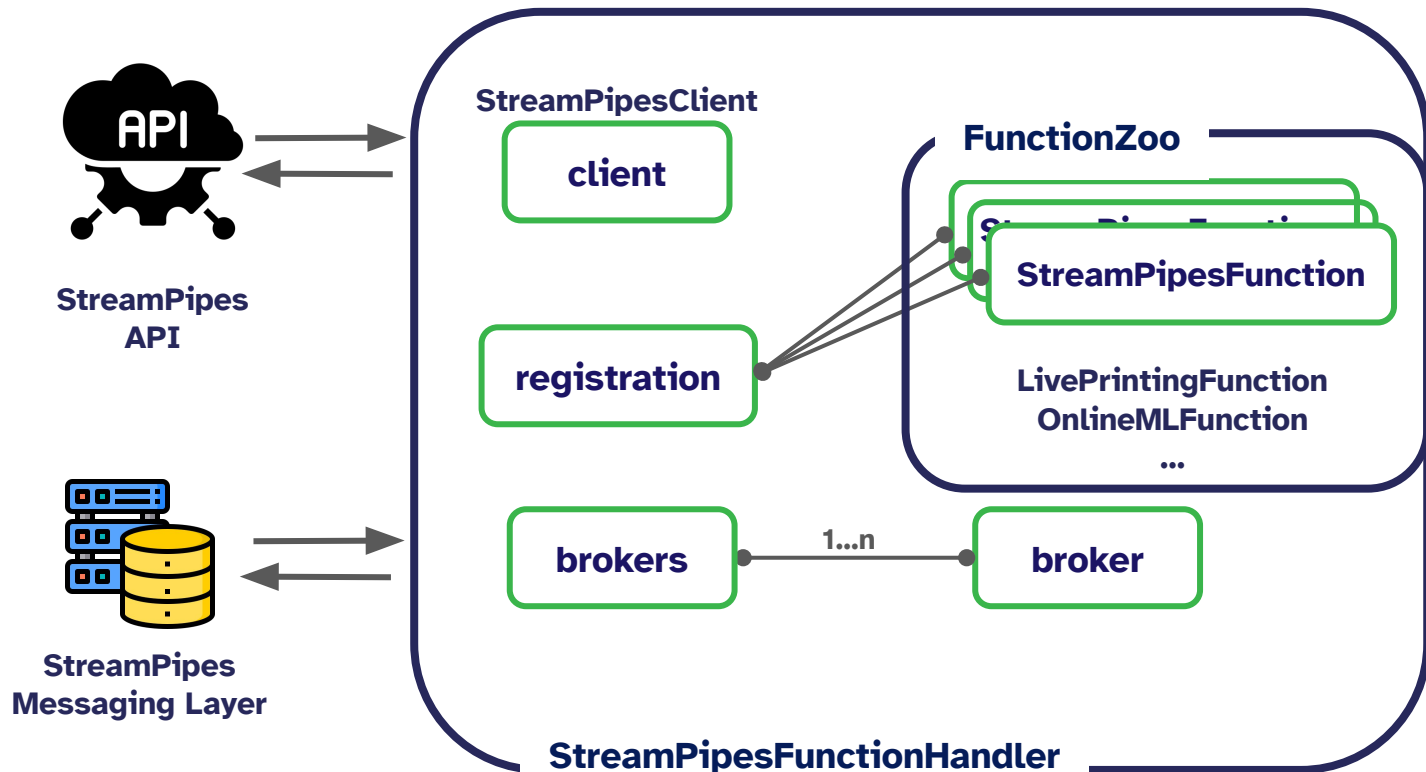 API
StreamPipes
API
StreamPipesClient
client
FunctionZoo
StreamPipesFunction
registration
LivePrintingFunction
OnlineMLFunction
...
brokers
1...n
broker
StreamPipes
Messaging Layer
StreamPipesFunctionHandler